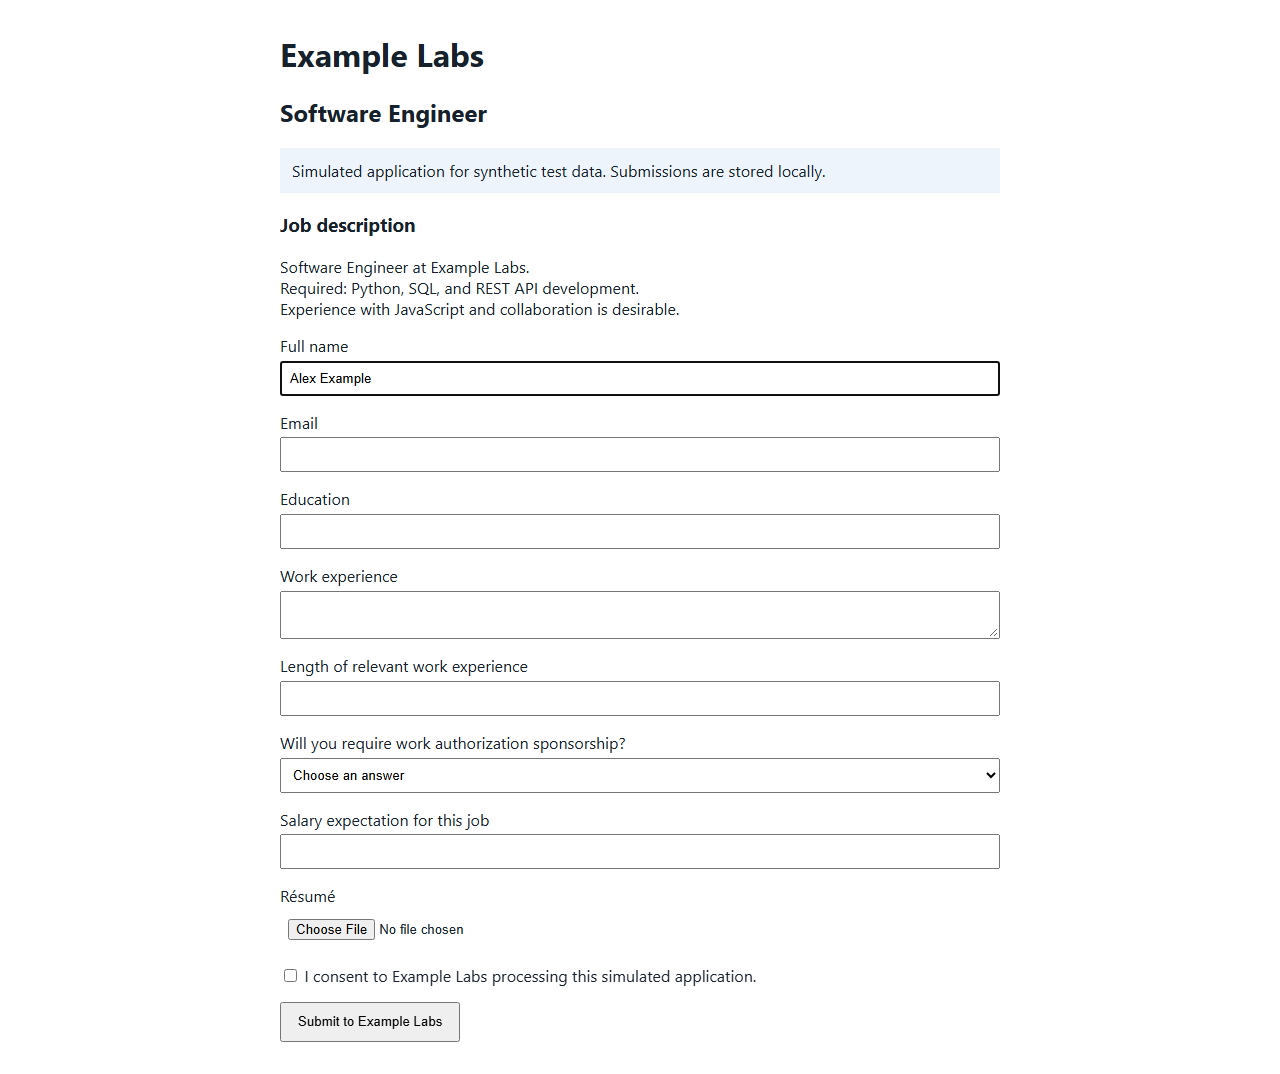 Example Labs
Software Engineer
Simulated application for synthetic test data. Submissions are stored locally.
Job description
Software Engineer at Example Labs.
Required: Python, SQL, and REST API development.
Experience with JavaScript and collaboration is desirable.
Full name
Alex Example
Email
Education
Work experience
Length of relevant work experience
Will you require work authorization sponsorship?
Choose an answer
Salary expectation for this job
Résumé
Choose File No file chosen
I consent to Example Labs processing this simulated application.
Submit to Example Labs